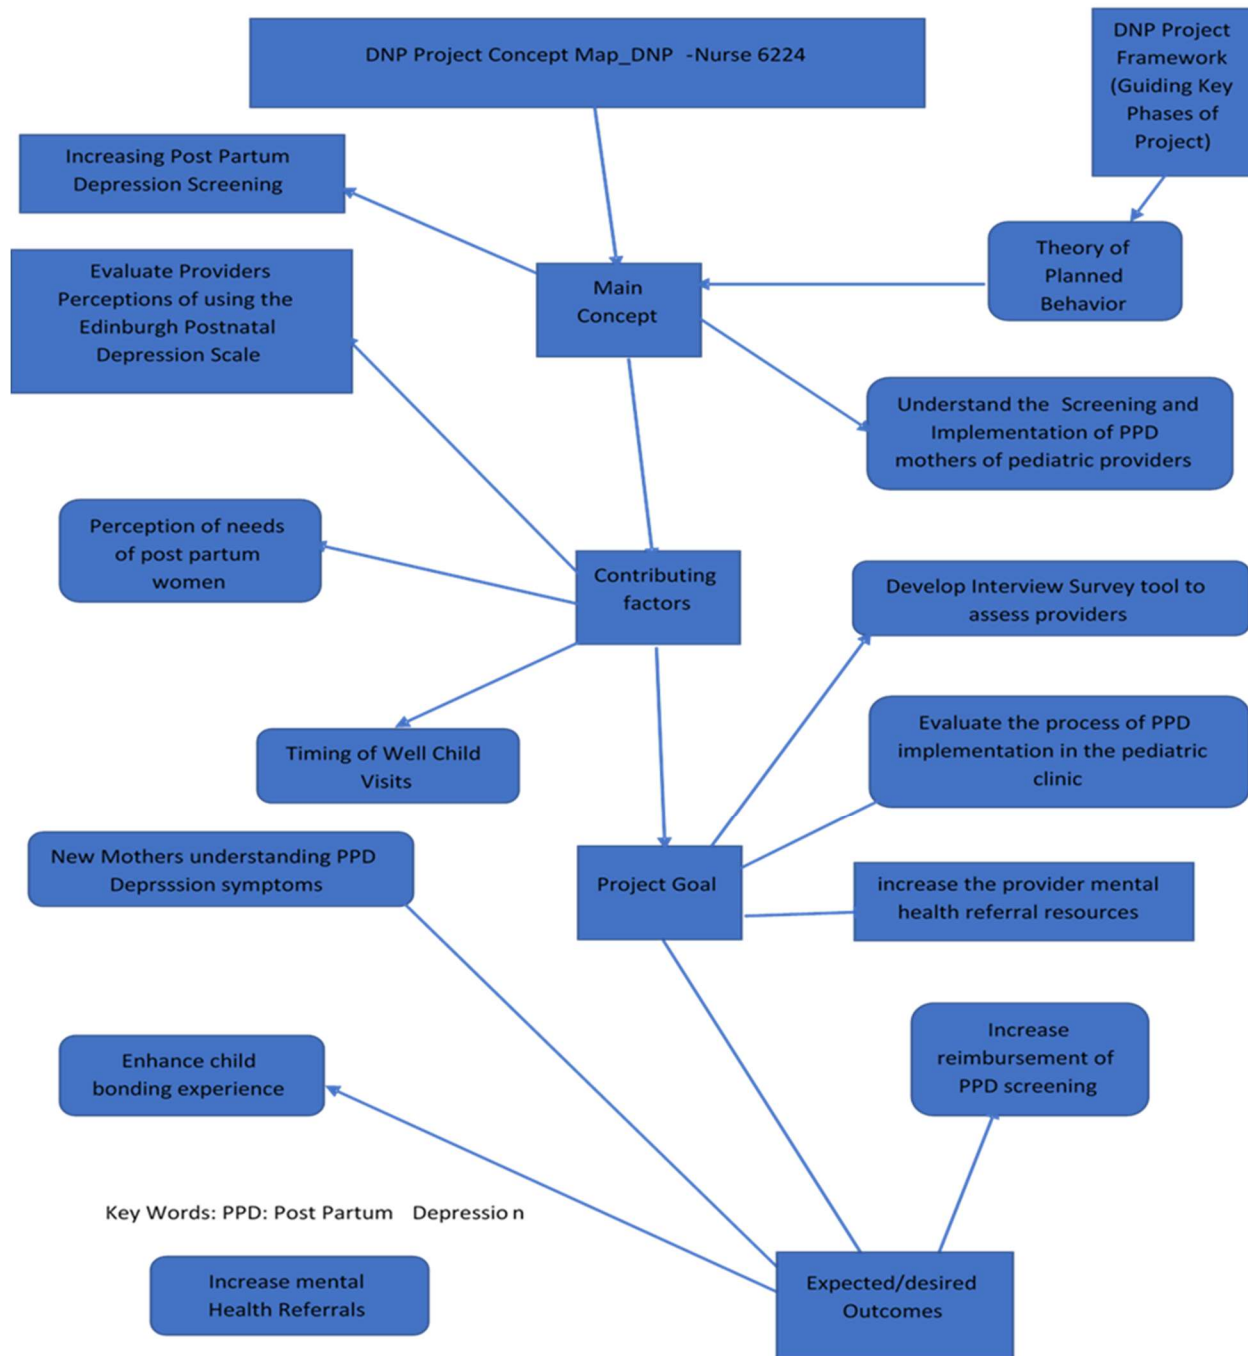 DNP Project Concept Map_DNP -Nurse 6224
DNP Project
Framework
(Guiding Key
Phases of
Project)
Increasing Post Partum
Depression Screening
Theory of
Planned
Behavior
Evaluate Providers
Perceptions of using the
Edinburgh Postnatal
Depression Scale
Main
Concept
Understand the Screening and
Implementation of PPD
mothers of pediatric providers
Perception of needs
of post partum
women
Contributing
factors
Develop Interview Survey tool to
assess providers
Timing of Well Child
Visits
Evaluate the process of PPD
implementation in the pediatric
clinic
New Mothers understanding PPD
Deprsssion symptoms
Project Goal
increase the provider mental
health referral resources
Enhance child
bonding experience
Increase
reimbursement of
PPD screening
Key Words: PPD: Post Partum Depression
Increase mental
Health Referrals
Expected/desired
Outcomes